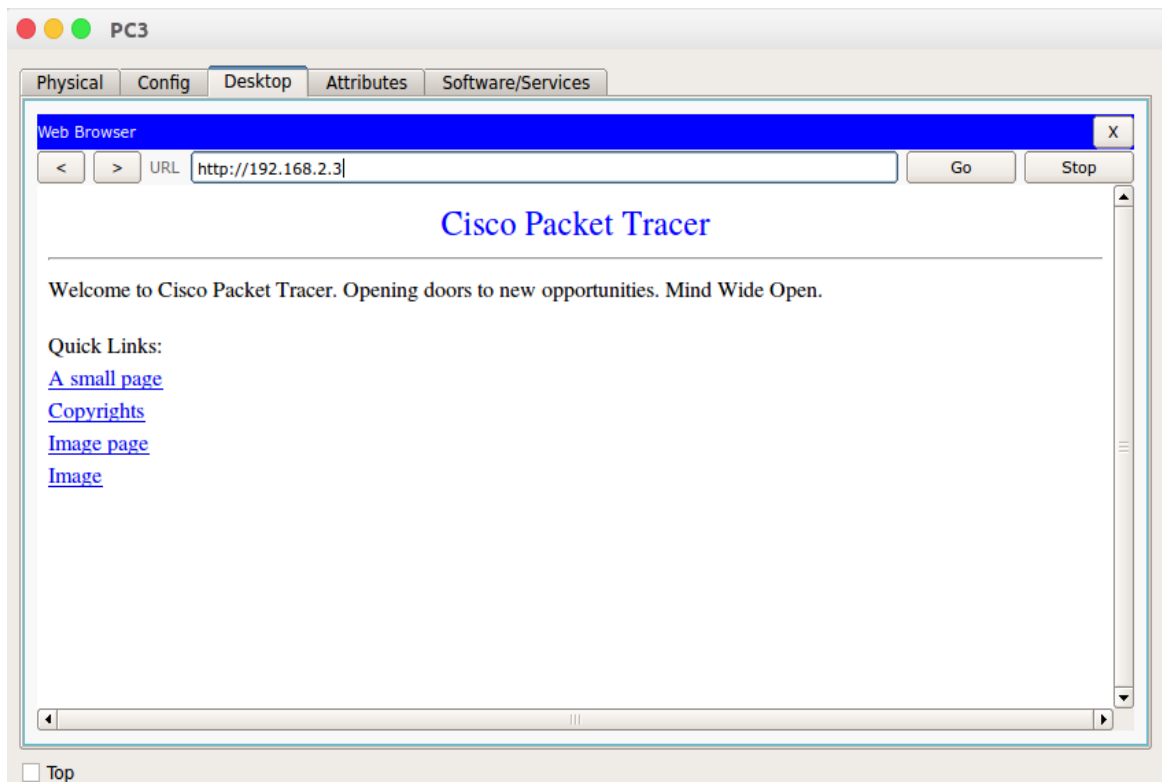 PC3
Physical Config Desktop Attributes Software/Services
Web Browser X
< > URL http://192.168.2.3 Go Stop
Cisco Packet Tracer
Welcome to Cisco Packet Tracer. Opening doors to new opportunities. Mind Wide Open.
Quick Links:
A small page
Copyrights
Image page
Image
Top